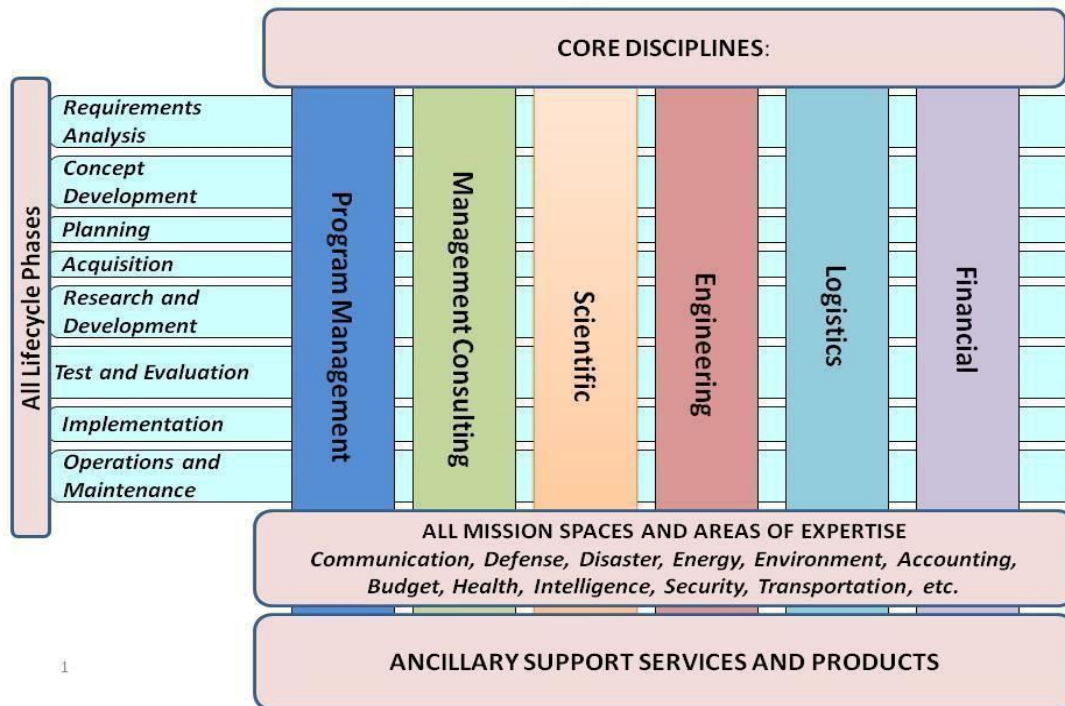 CORE DISCIPLINES:
All Lifecycle Phases
Requirements
Analysis
Concept
Development
Planning
Acquisition
Research and
Development
Test and Evaluation
Implementation
Operations and
Maintenance
Program Management
Management Consulting
Scientific
Engineering
Logistics
Financial
ALL MISSION SPACES AND AREAS OF EXPERTISE
Communication, Defense, Disaster, Energy, Environment, Accounting,
Budget, Health, Intelligence, Security, Transportation, etc.
ANCILLARY SUPPORT SERVICES AND PRODUCTS
1